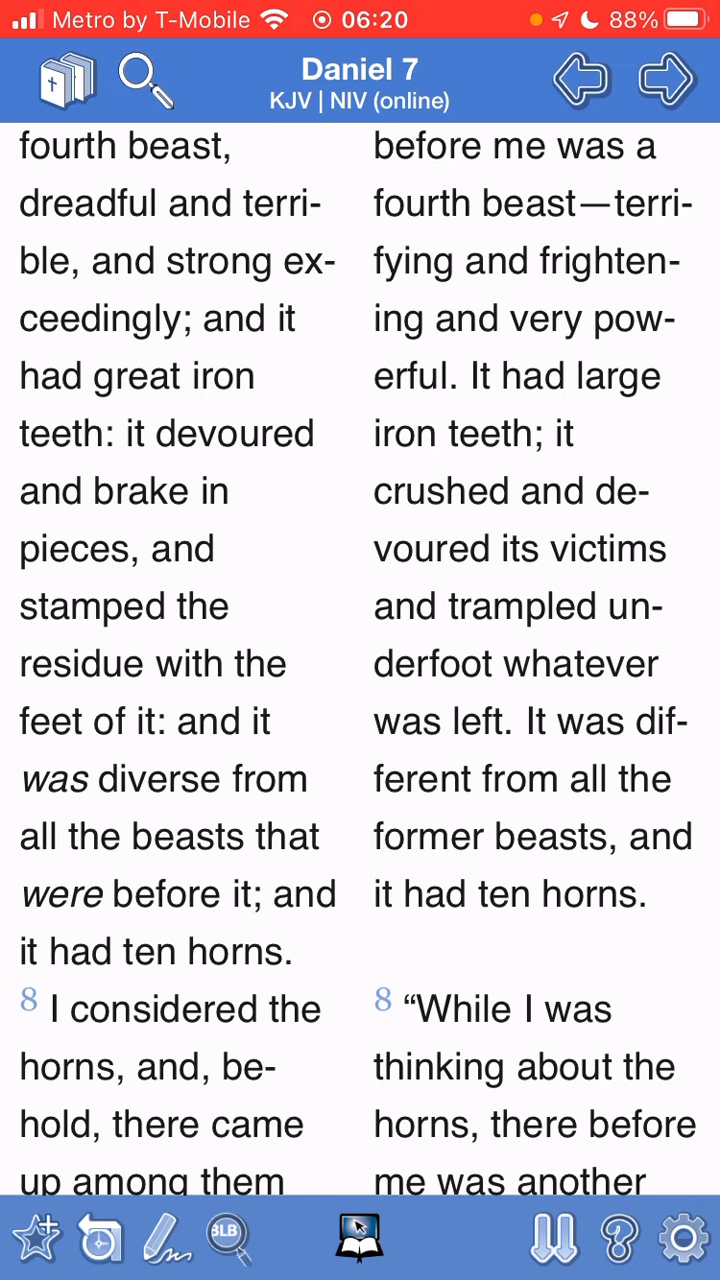 Metro by T-Mobile 06:20 88%
Daniel 7
KJV | NIV (online)
fourth beast,
dreadful and terri-
ble, and strong ex-
ceedingly; and it
had great iron
teeth: it devoured
and brake in
pieces, and
stamped the
residue with the
feet of it: and it
was diverse from
all the beasts that
were before it; and
it had ten horns.
8 I considered the
horns, and, be-
hold, there came
up among them
before me was a
fourth beast—terri-
fying and frighten-
ing and very pow-
erful. It had large
iron teeth; it
crushed and de-
voured its victims
and trampled un-
derfoot whatever
was left. It was dif-
ferent from all the
former beasts, and
it had ten horns.
8 “While I was
thinking about the
horns, there before
me was another
BLB